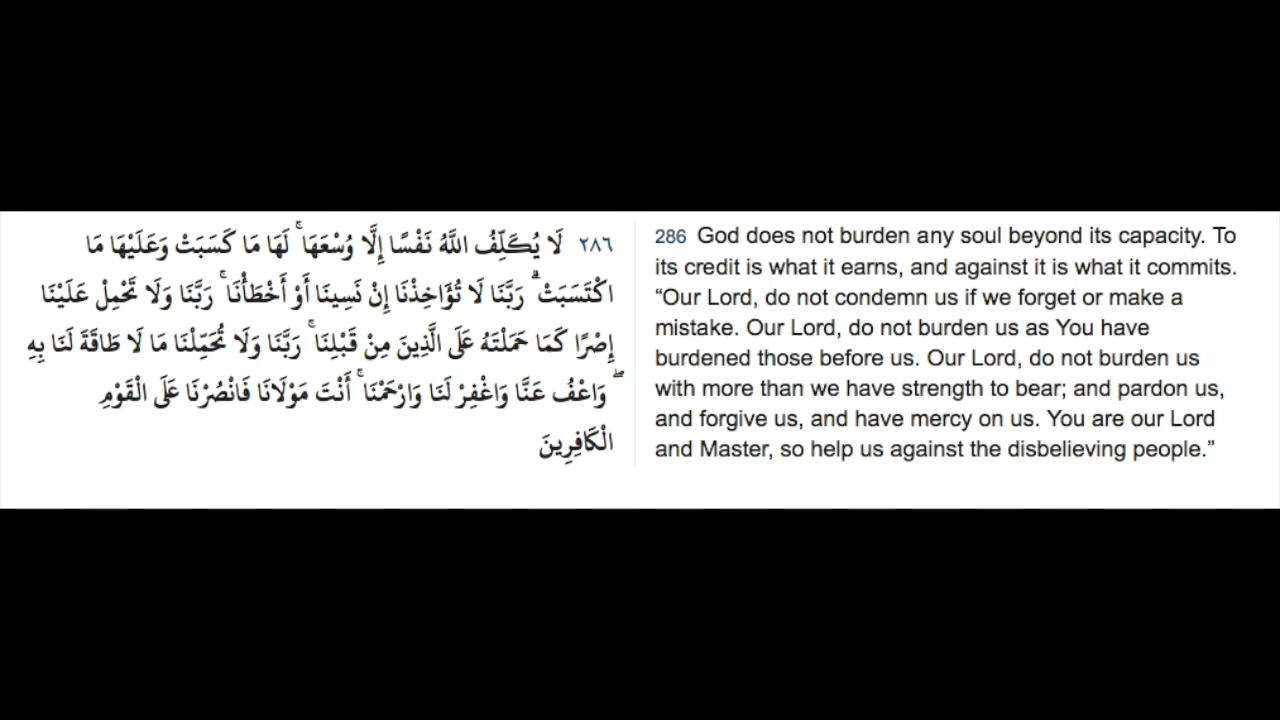 ٢٨٦ لَا يُكَلِّفُ اللَّهُ نَفْسًا إِلَّا وُسْعَهَا ۚ لَهَا مَا كَسَبَتْ وَعَلَيْهَا مَا
اكْتَسَبَتْ ۗ رَبَّنَا لَا تُؤَاخِذْنَا إِنْ نَسِينَا أَوْ أَخْطَأْنَا ۚ رَبَّنَا وَلَا تَحْمِلْ عَلَيْنَا
إِصْرًا كَمَا حَمَلْتَهُ عَلَى الَّذِينَ مِنْ قَبْلِنَا ۚ رَبَّنَا وَلَا تُحَمِّلْنَا مَا لَا طَاقَةَ لَنَا بِهِ
ۖ وَاعْفُ عَنَّا وَاغْفِرْ لَنَا وَارْحَمْنَا ۚ أَنْتَ مَوْلَانَا فَانْصُرْنَا عَلَى الْقَوْمِ
الْكَافِرِينَ
286 God does not burden any soul beyond its capacity. To
its credit is what it earns, and against it is what it commits.
“Our Lord, do not condemn us if we forget or make a
mistake. Our Lord, do not burden us as You have
burdened those before us. Our Lord, do not burden us
with more than we have strength to bear; and pardon us,
and forgive us, and have mercy on us. You are our Lord
and Master, so help us against the disbelieving people.”